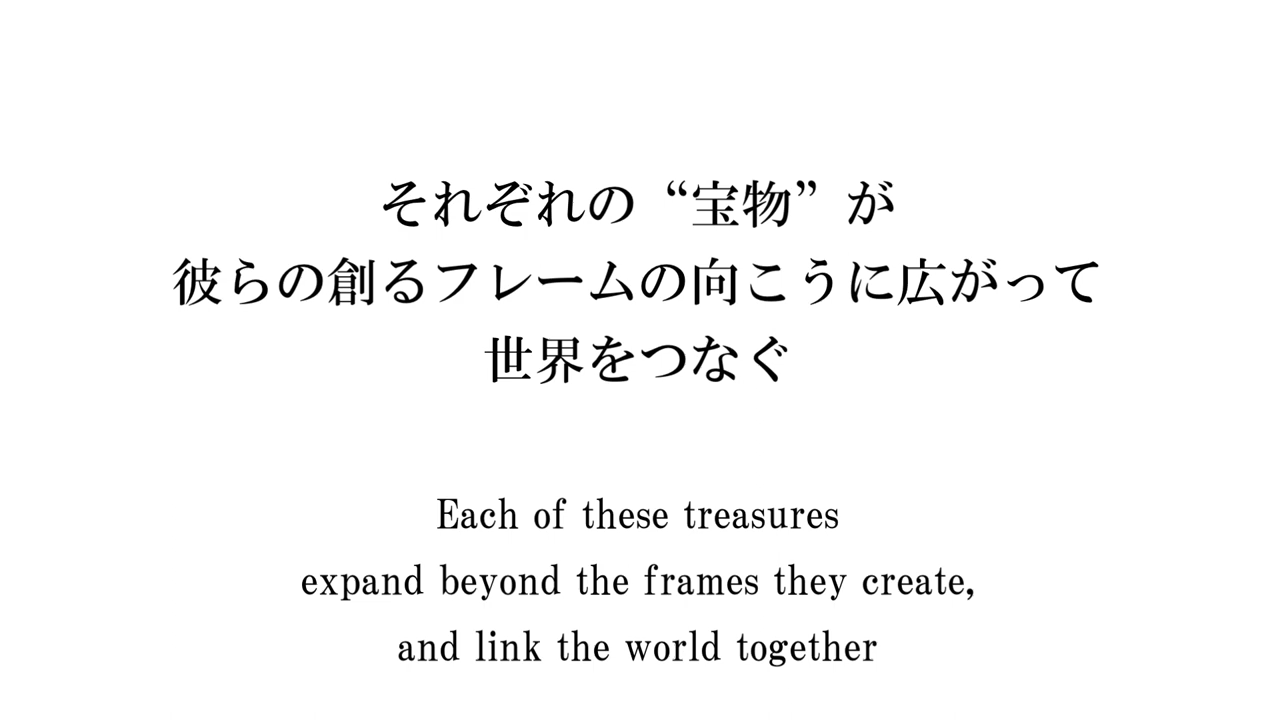 それぞれの“宝物”が
彼らの創るフレームの向こうに広がって
世界をつなぐ
Each of these treasures
expand beyond the frames they create,
and link the world together